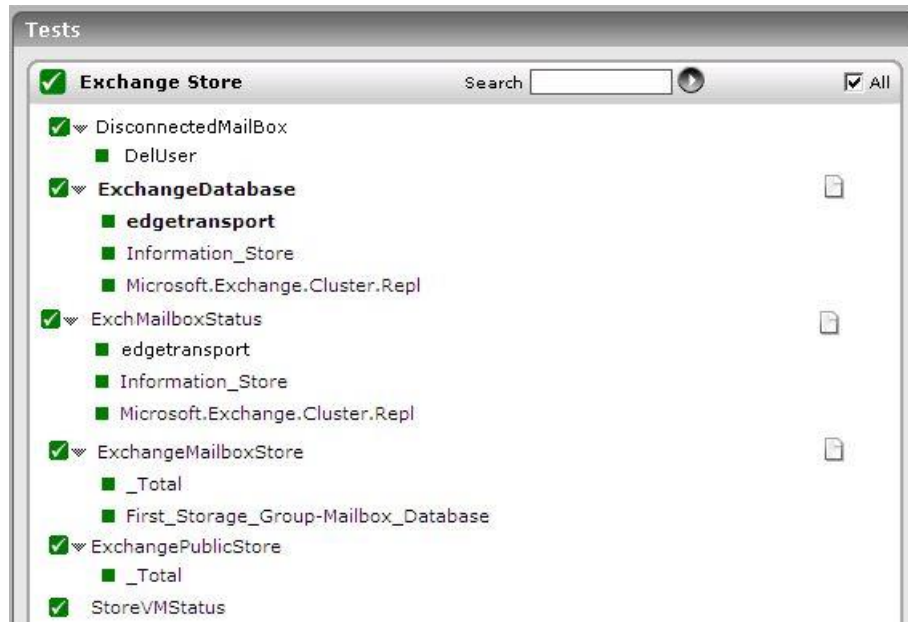 Tests
Exchange Store Search All
DisconnectedMailBox
DelUser
ExchangeDatabase
edgetransport
Information_Store
Microsoft.Exchange.Cluster.Repl
ExchMailboxStatus
edgetransport
Information_Store
Microsoft.Exchange.Cluster.Repl
ExchangeMailboxStore
_Total
First_Storage_Group-Mailbox_Database
ExchangePublicStore
_Total
StoreVMStatus